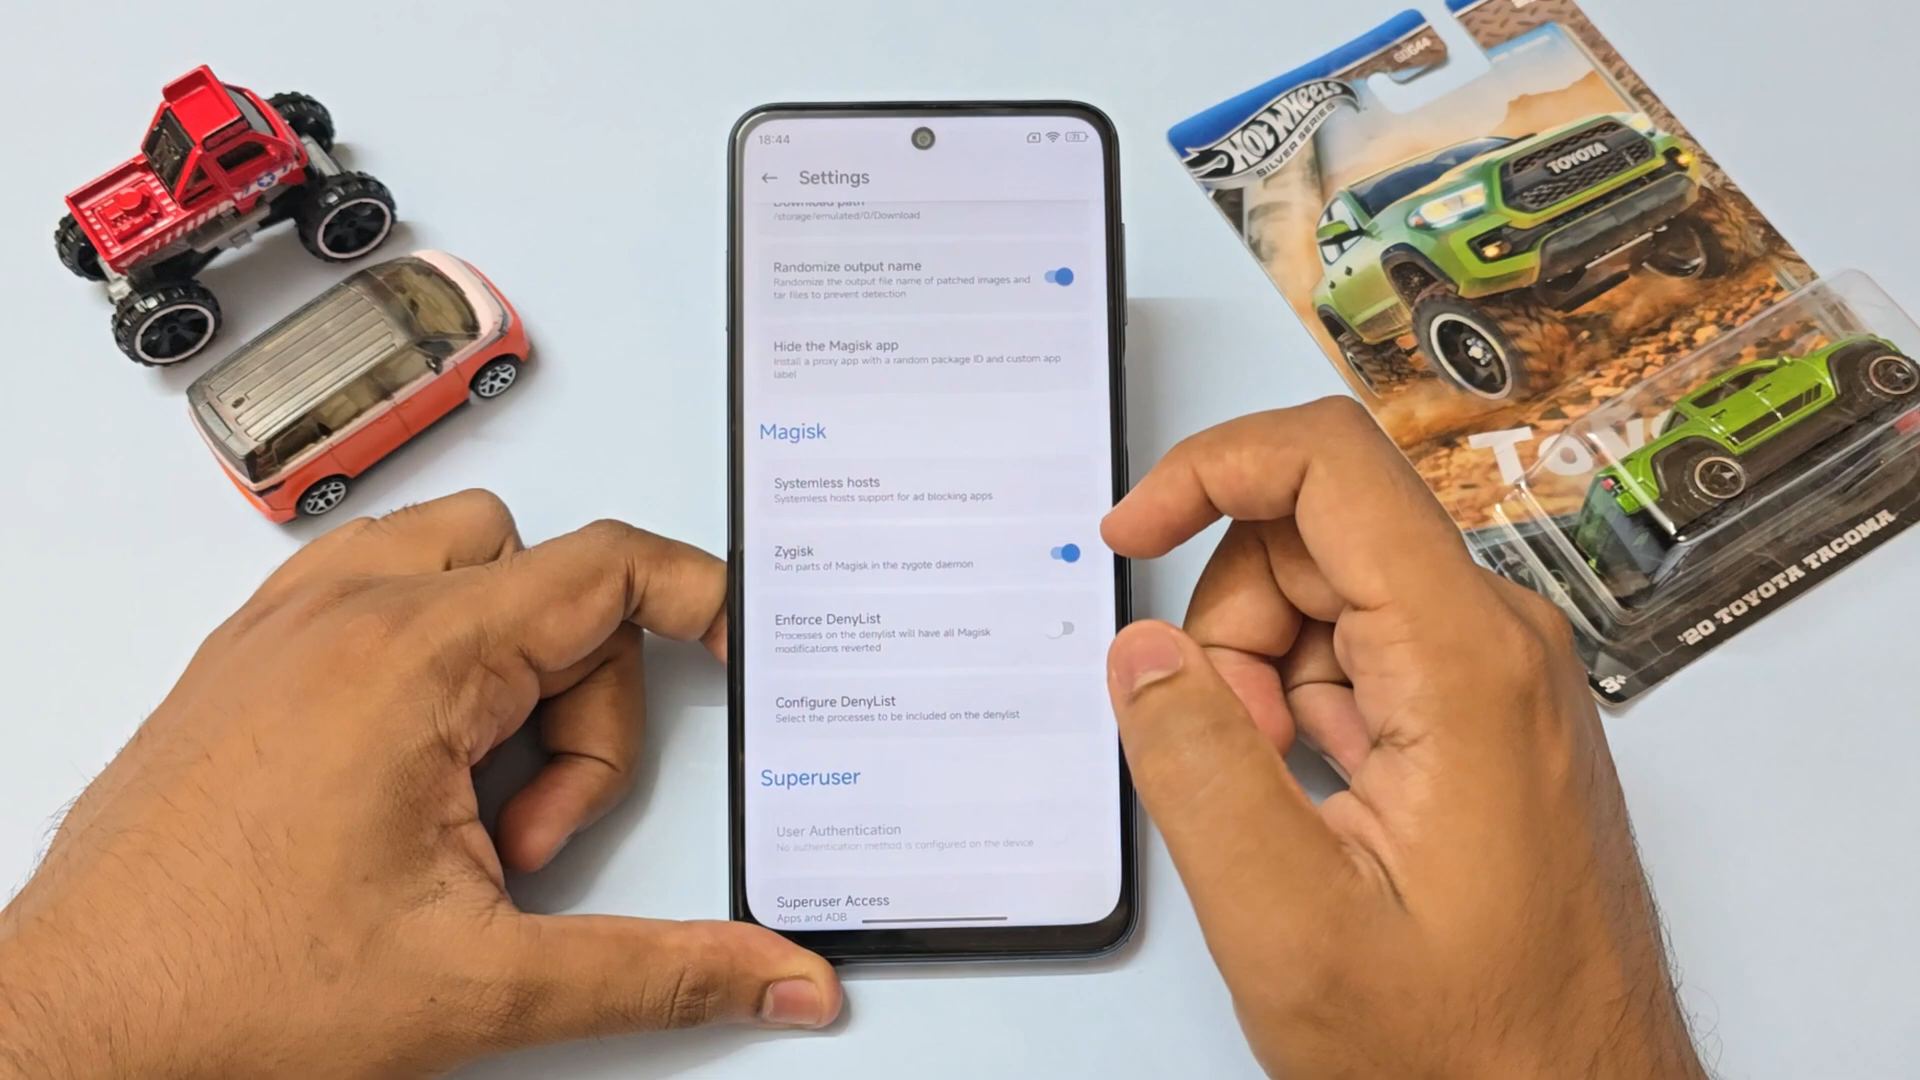 18:44
Settings
Download path
/storage/emulated/0/Download
Randomize output name
Randomize the output file name of patched images and
tar files to prevent detection
Hide the Magisk app
Install a proxy app with a random package ID and custom app
label
Magisk
Systemless hosts
Systemless hosts support for ad blocking apps
Zygisk
Run parts of Magisk in the zygote daemon
Enforce DenyList
Processes on the denylist will have all Magisk
modifications reverted
Configure DenyList
Select the processes to be included on the denylist
Superuser
User Authentication
No authentication method is configured on the device
Superuser Access
Apps and ADB
HOT WHEELS
SILVER SERIES
TOYOTA
'20 TOYOTA TACOMA
3+